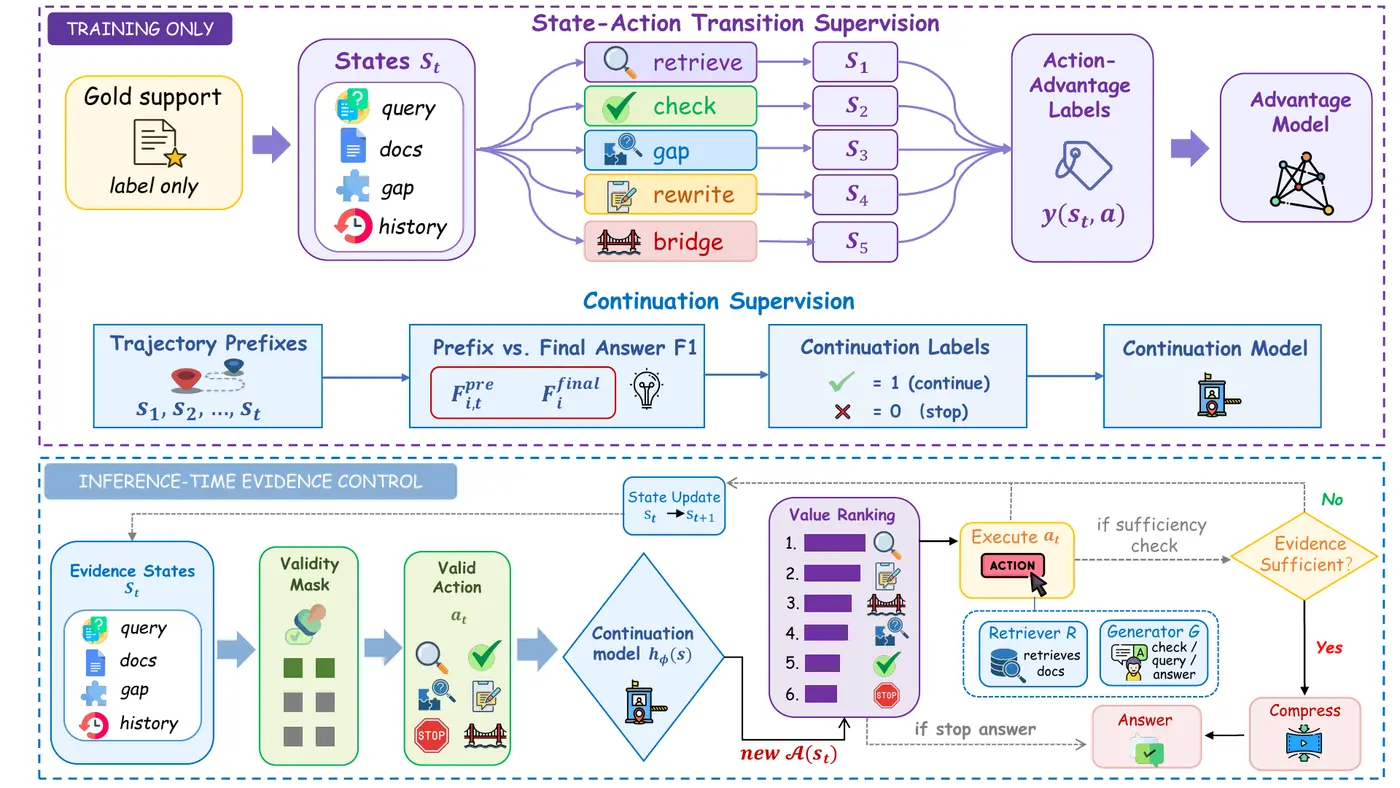 TRAINING ONLY
State-Action Transition Supervision
Gold support
label only
States S_t
query
docs
gap
history
retrieve
check
gap
rewrite
bridge
S_1
S_2
S_3
S_4
S_5
Action-
Advantage
Labels
y(s_t, a)
Advantage
Model
Continuation Supervision
Trajectory Prefixes
s_1, s_2, ..., s_t
Prefix vs. Final Answer F1
F_{i,t}^{pre}
F_i^{final}
Continuation Labels
= 1 (continue)
= 0 (stop)
Continuation Model
INFERENCE-TIME EVIDENCE CONTROL
State Update
s_t → s_{t+1}
Evidence States
S_t
query
docs
gap
history
Validity
Mask
Valid
Action
a_t
STOP
Continuation
model h_ϕ(s)
new 𝒜(s_t)
Value Ranking
1.
2.
3.
4.
5.
6.
STOP
if stop answer
Execute a_t
ACTION
if sufficiency
check
Retriever R
retrieves
docs
Generator G
A
check /
query /
answer
Evidence
Sufficient?
No
Yes
Compress
Answer